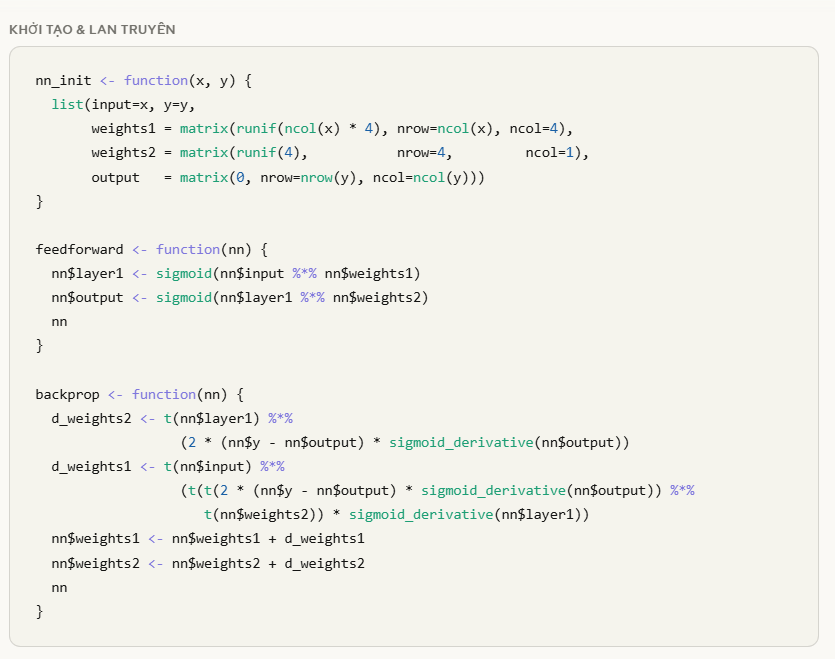 KHỞI TẠO & LAN TRUYỀN
nn_init <- function(x, y) {
  list(input=x, y=y,
       weights1 = matrix(runif(ncol(x) * 4), nrow=ncol(x), ncol=4),
       weights2 = matrix(runif(4),           nrow=4,         ncol=1),
       output   = matrix(0, nrow=nrow(y), ncol=ncol(y)))
}
feedforward <- function(nn) {
  nn$layer1 <- sigmoid(nn$input %*% nn$weights1)
  nn$output <- sigmoid(nn$layer1 %*% nn$weights2)
  nn
}
backprop <- function(nn) {
  d_weights2 <- t(nn$layer1) %*%
                  (2 * (nn$y - nn$output) * sigmoid_derivative(nn$output))
  d_weights1 <- t(nn$input) %*%
                  (t(t(2 * (nn$y - nn$output) * sigmoid_derivative(nn$output)) %*%
                     t(nn$weights2)) * sigmoid_derivative(nn$layer1))
  nn$weights1 <- nn$weights1 + d_weights1
  nn$weights2 <- nn$weights2 + d_weights2
  nn
}